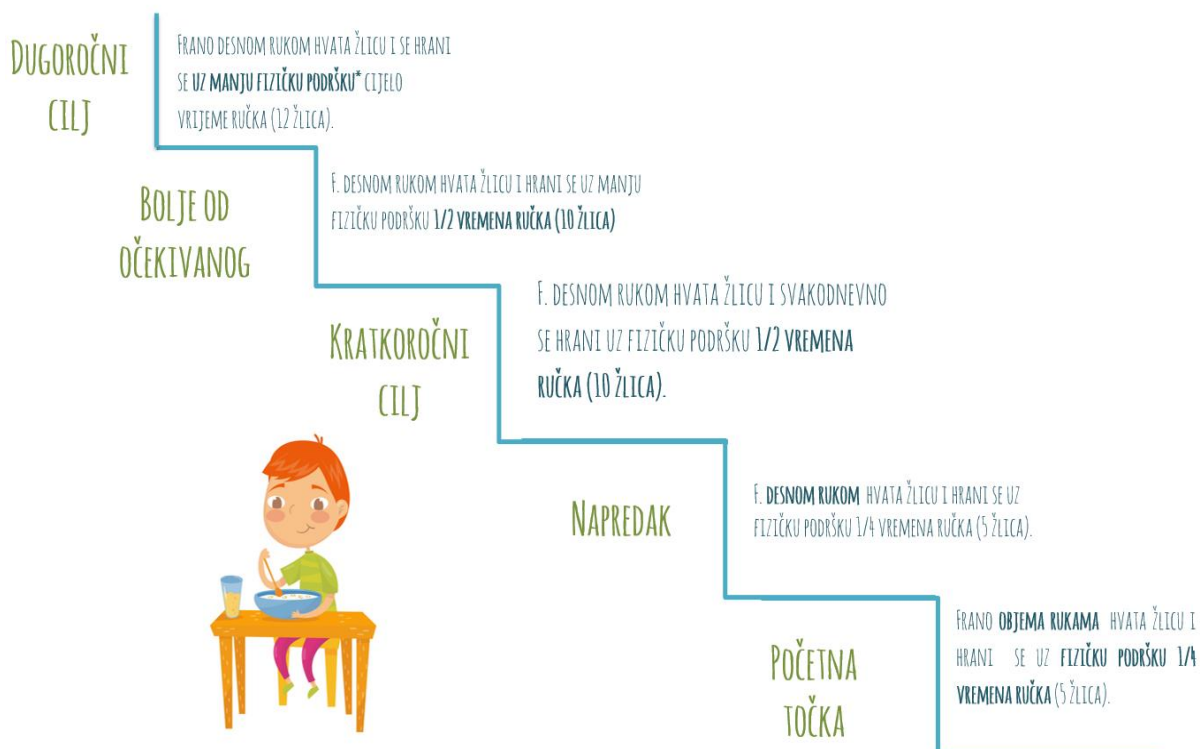 DUGOROČNI
CILJ
FRANO DESNOM RUKOM HVATA ŽLICU I SE HRANI
SE UZ MANJU FIZIČKU PODRŠKU* CIJELO
VRIJEME RUČKA (12 ŽLICA).
BOLJE OD
OČEKIVANOG
F. DESNOM RUKOM HVATA ŽLICU I HRANI SE UZ MANJU
FIZIČKU PODRŠKU 1/2 VREMENA RUČKA (10 ŽLICA)
KRATKOROČNI
CILJ
F. DESNOM RUKOM HVATA ŽLICU I SVAKODNEVNO
SE HRANI UZ FIZIČKU PODRŠKU 1/2 VREMENA
RUČKA (10 ŽLICA).
NAPREDAK
F. DESNOM RUKOM HVATA ŽLICU I HRANI SE UZ
FIZIČKU PODRŠKU 1/4 VREMENA RUČKA (5 ŽLICA).
POČETNA
TOČKA
FRANO OBJEMA RUKAMA HVATA ŽLICU I
HRANI SE UZ FIZIČKU PODRŠKU 1/4
VREMENA RUČKA (5 ŽLICA).